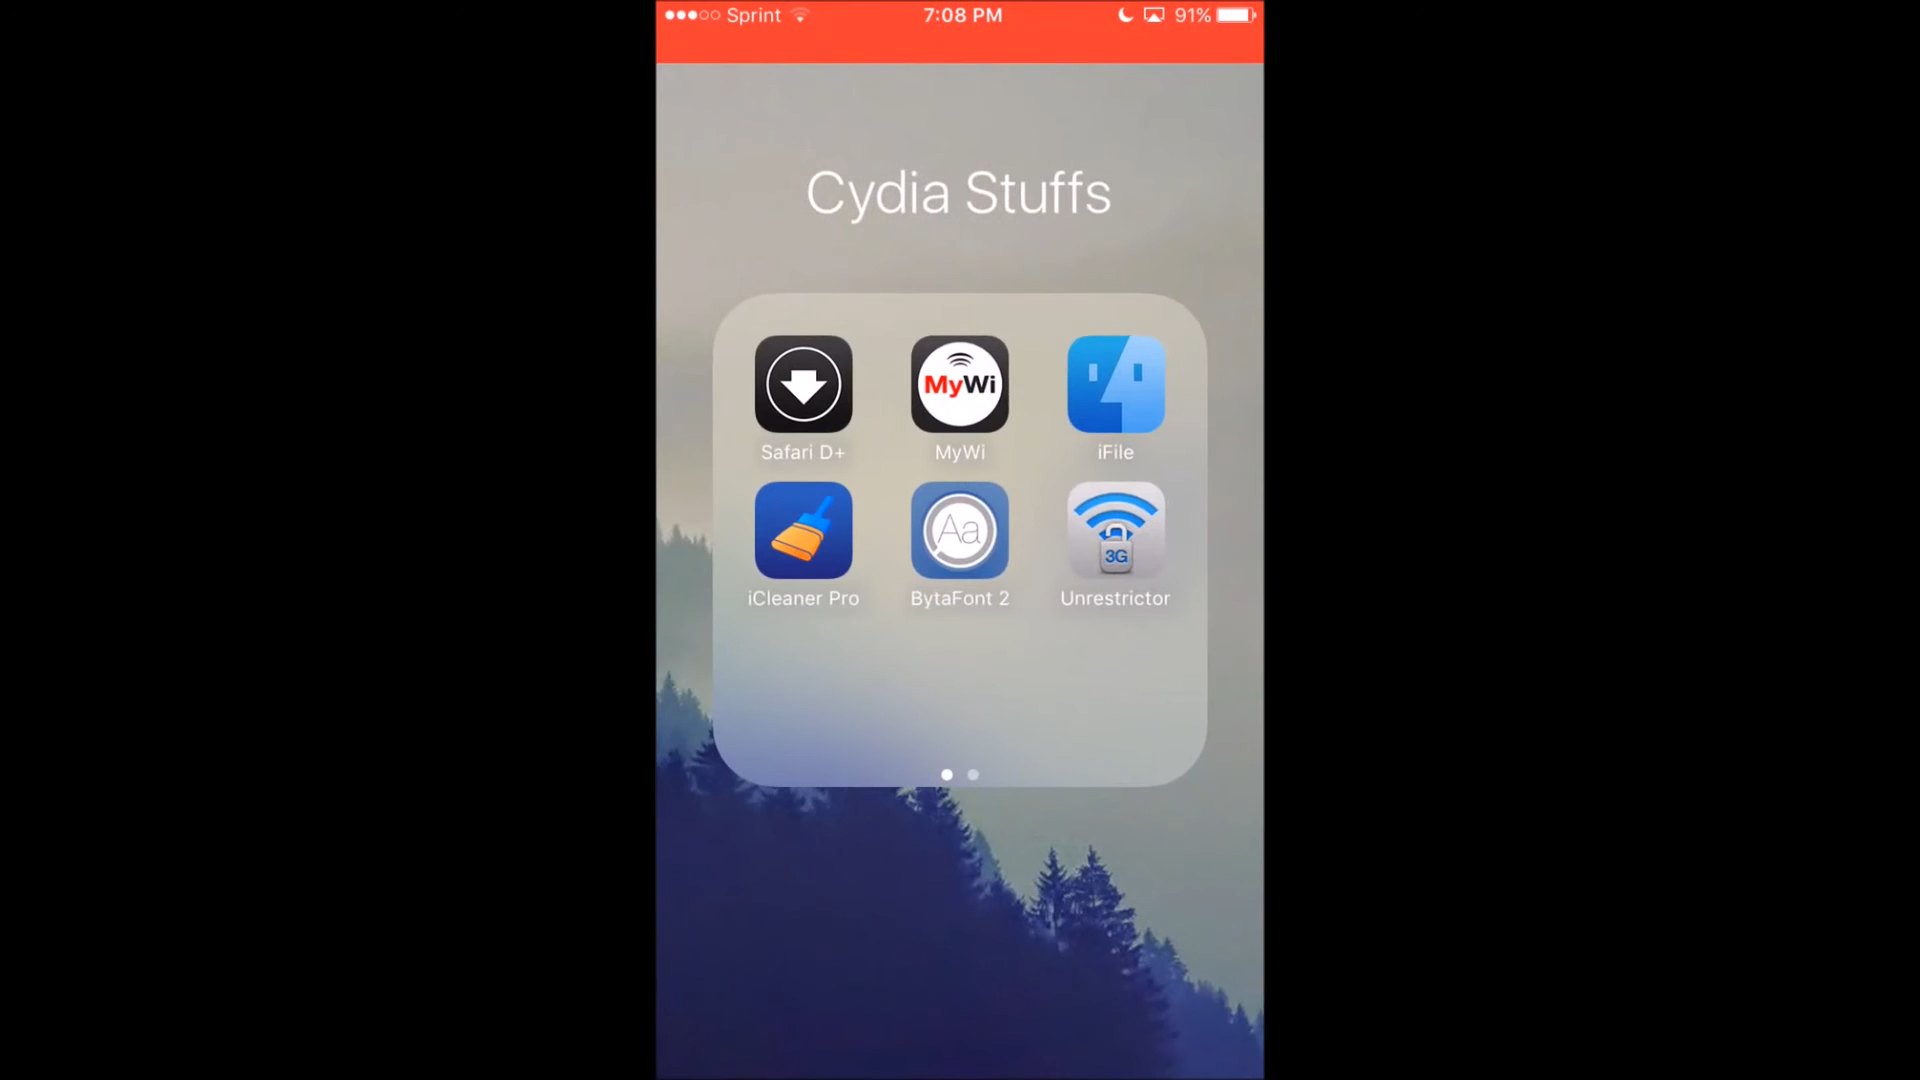 Sprint 7:08 PM 91%
Cydia Stuffs
MyWi
Safari D+ MyWi iFile
Aa 3G
iCleaner Pro BytaFont 2 Unrestrictor